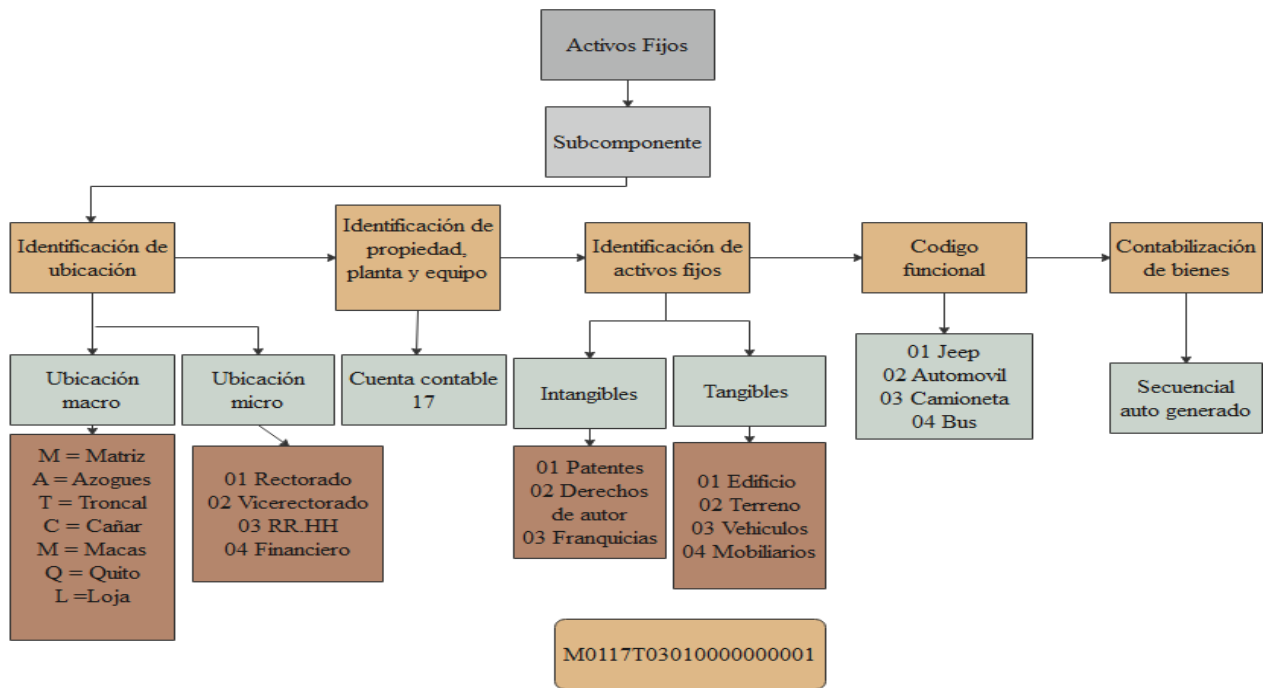 Activos Fijos
Subcomponente
Identificación de
ubicación
Identificación de
propiedad,
planta y equipo
Identificación de
activos fijos
Codigo
funcional
Contabilización
de bienes
Ubicación
macro
Ubicación
micro
Cuenta contable
17
Intangibles
Tangibles
01 Jeep
02 Automovil
03 Camioneta
04 Bus
Secuencial
auto generado
M = Matriz
A = Azogues
T = Troncal
C = Cañar
M = Macas
Q = Quito
L =Loja
01 Rectorado
02 Vicerectorado
03 RR.HH
04 Financiero
01 Patentes
02 Derechos
de autor
03 Franquicias
01 Edificio
02 Terreno
03 Vehiculos
04 Mobiliarios
M0117T03010000000001